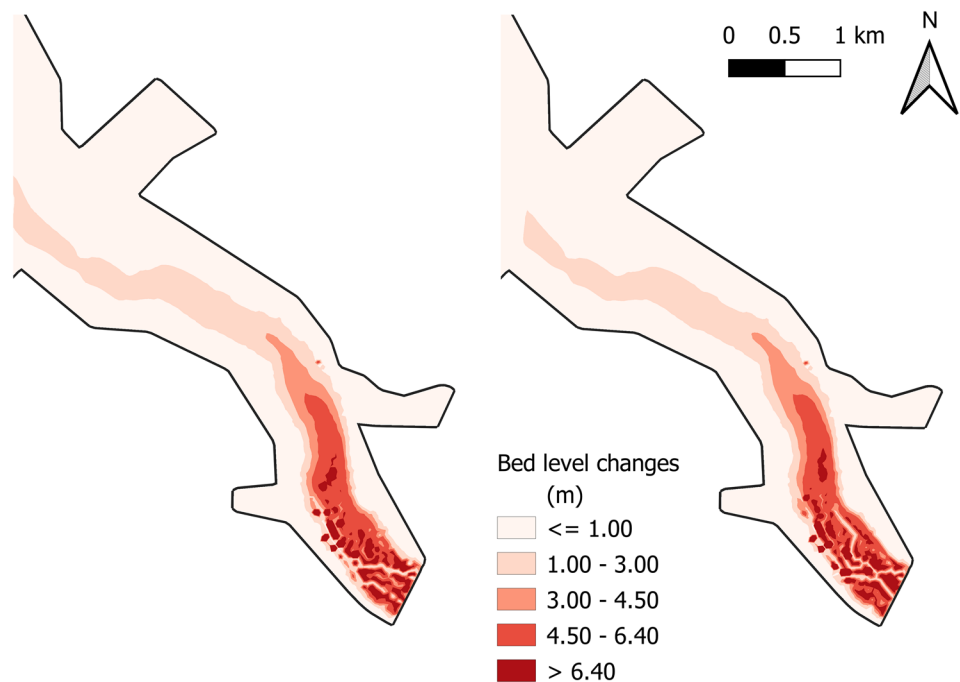 N
0 0.5 1 km
Bed level changes
(m)
<= 1.00
1.00 - 3.00
3.00 - 4.50
4.50 - 6.40
> 6.40